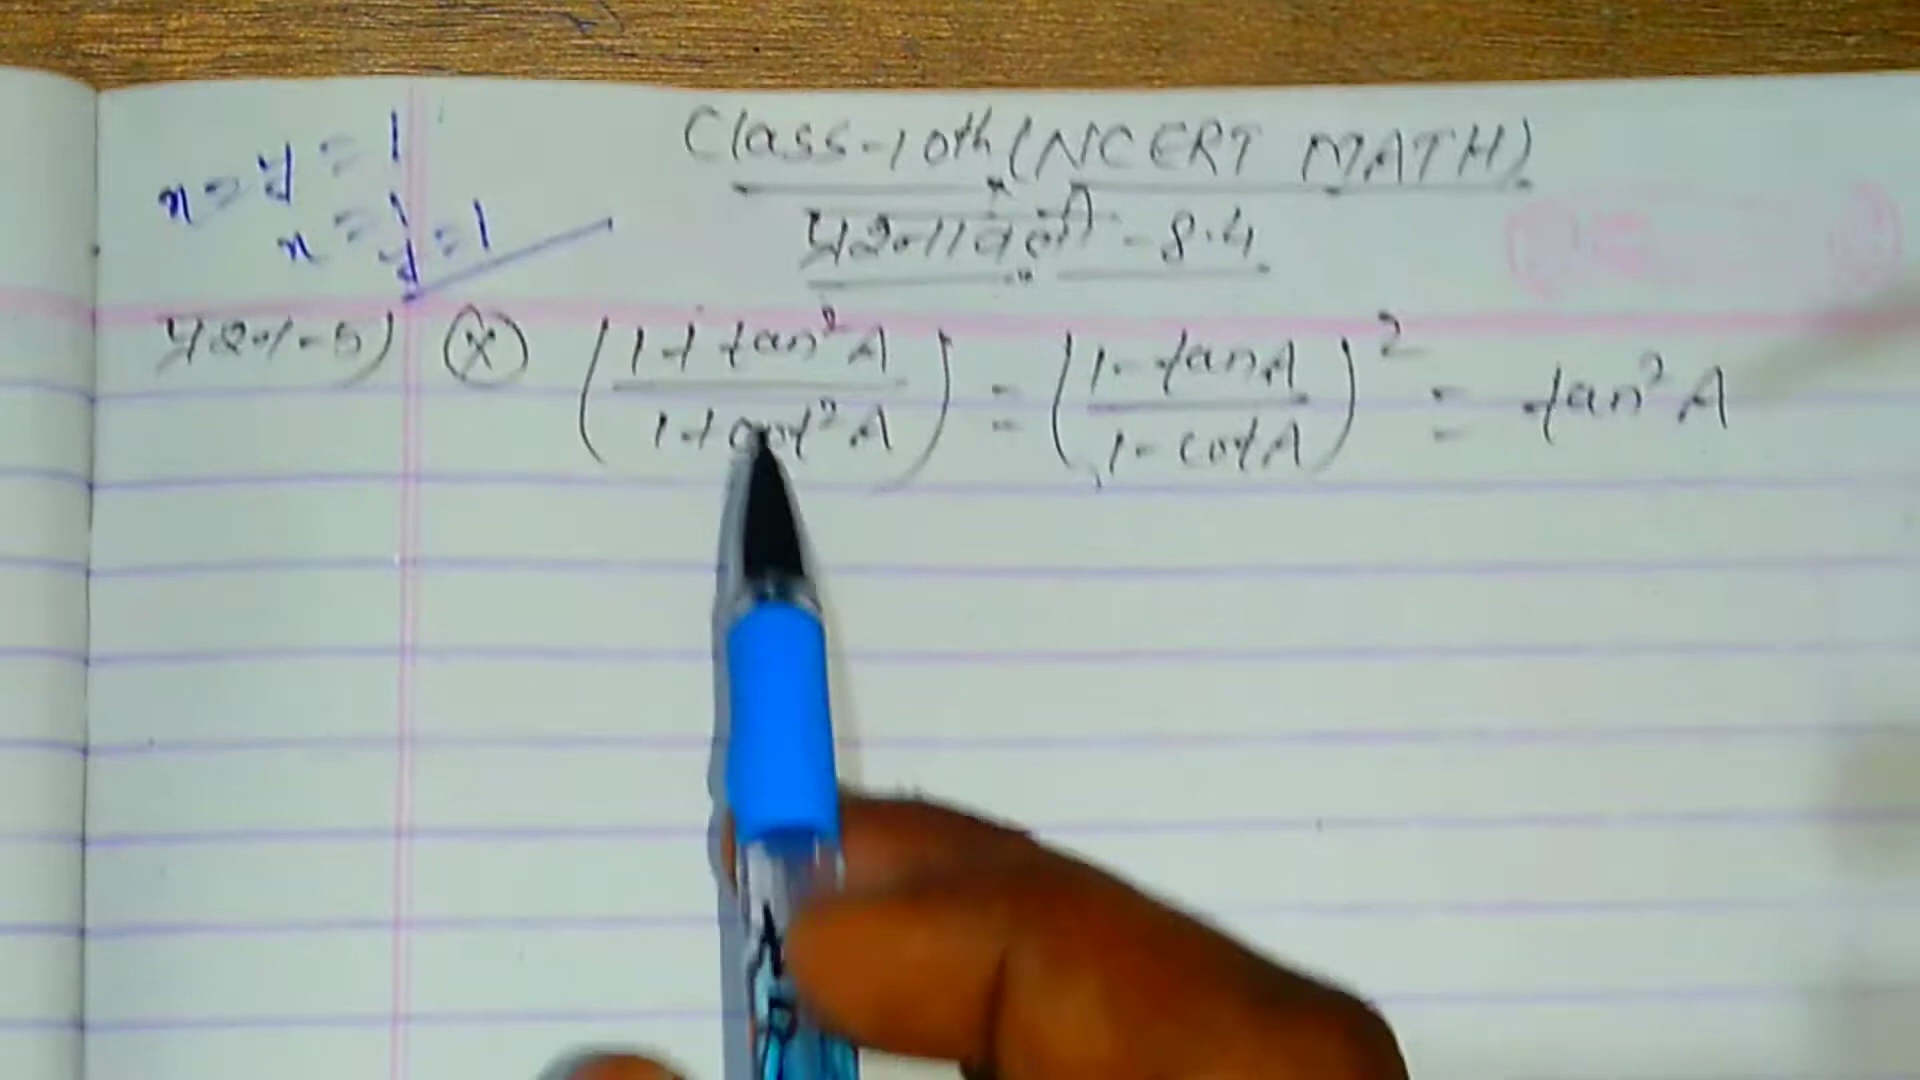 x = y = 1
x = 1/y = 1
Class-10th (NCERT MATH)
प्रश्नावली - 8.4
प्रश्न-5) (X) ((1+tan²A)/(1+cot²A)) = ((1-tanA)/(1-cotA))² = tan²A